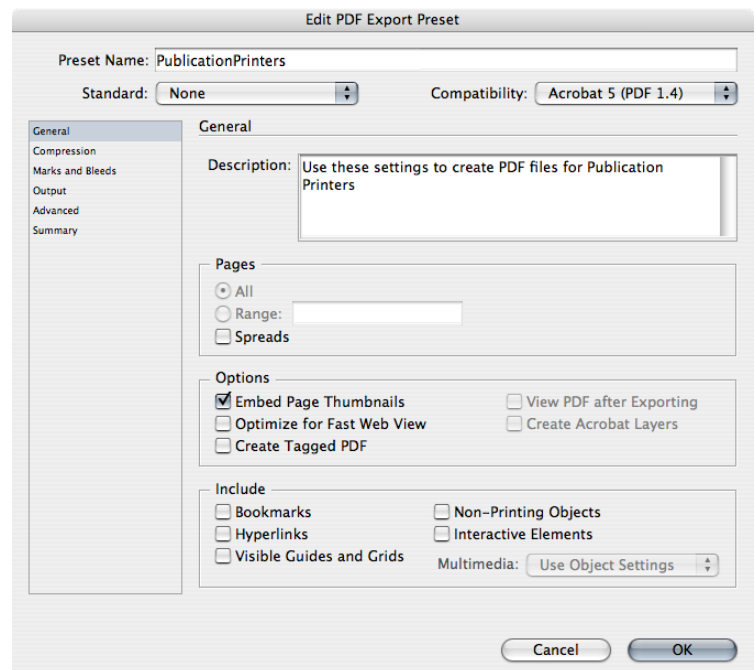 Edit PDF Export Preset
Preset Name: PublicationPrinters
Standard: None Compatibility: Acrobat 5 (PDF 1.4)
General
Compression
Marks and Bleeds
Output
Advanced
Summary
General
Description: Use these settings to create PDF files for Publication
Printers
Pages
All
Range:
Spreads
Options
Embed Page Thumbnails View PDF after Exporting
Optimize for Fast Web View Create Acrobat Layers
Create Tagged PDF
Include
Bookmarks Non-Printing Objects
Hyperlinks Interactive Elements
Visible Guides and Grids Multimedia: Use Object Settings
Cancel OK